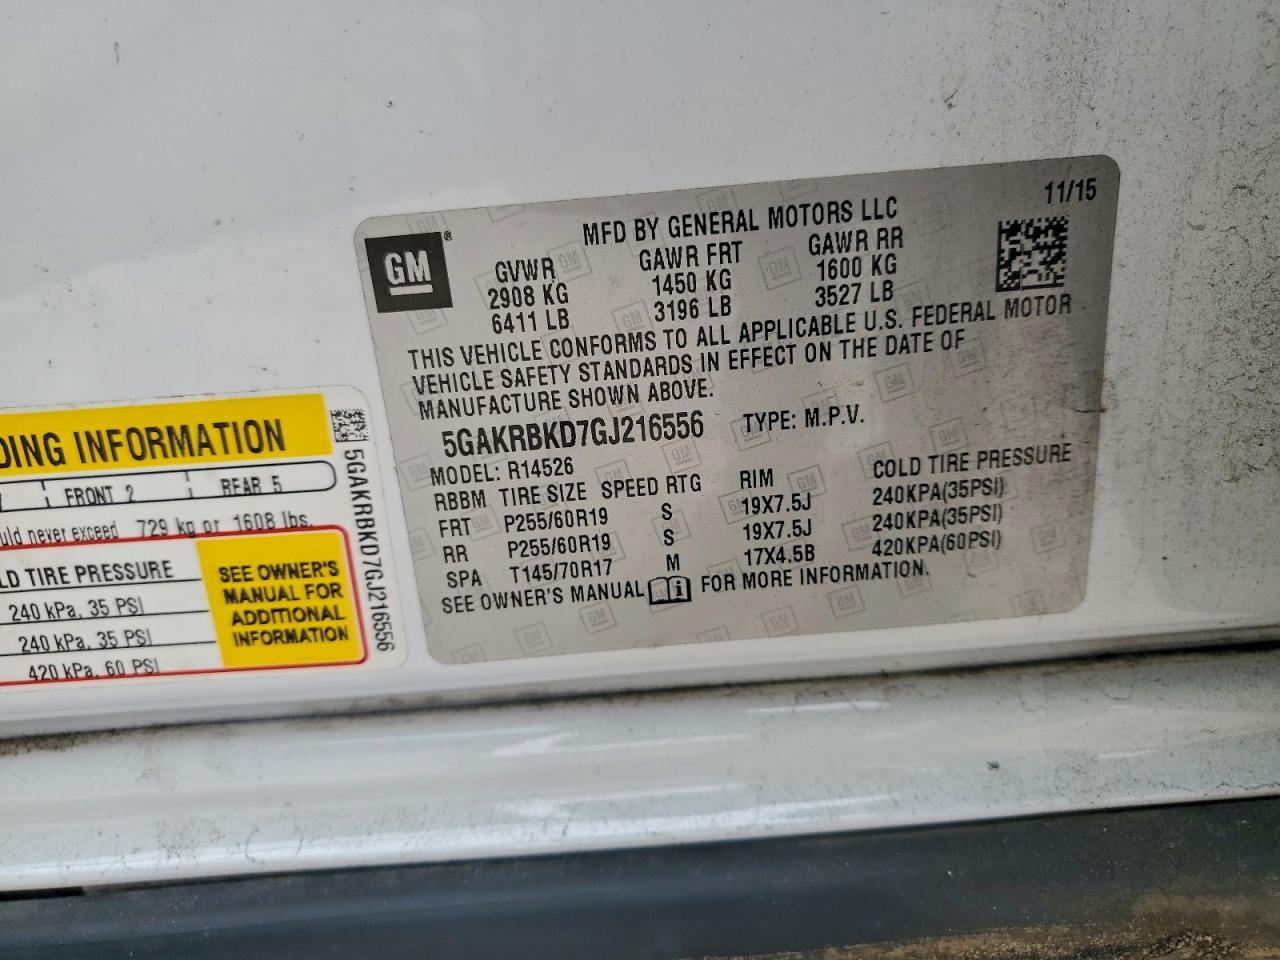 GM®
MFD BY GENERAL MOTORS LLC
11/15
GVWR GAWR FRT GAWR RR
2908 KG 1450 KG 1600 KG
6411 LB 3196 LB 3527 LB
THIS VEHICLE CONFORMS TO ALL APPLICABLE U.S. FEDERAL MOTOR
VEHICLE SAFETY STANDARDS IN EFFECT ON THE DATE OF
MANUFACTURE SHOWN ABOVE.
5GAKRBKD7GJ216556 TYPE: M.P.V.
MODEL: R14526
RBBM TIRE SIZE SPEED RTG RIM COLD TIRE PRESSURE
FRT P255/60R19 S 19X7.5J 240KPA(35PSI)
RR P255/60R19 S 19X7.5J 240KPA(35PSI)
SPA T145/70R17 M 17X4.5B 420KPA(60PSI)
SEE OWNER'S MANUAL FOR MORE INFORMATION.
DING INFORMATION
FRONT 2 REAR 5
uld never exceed 729 kg or 1608 lbs.
LD TIRE PRESSURE
240 kPa, 35 PSI
240 kPa, 35 PSI
420 kPa, 60 PSI
SEE OWNER'S
MANUAL FOR
ADDITIONAL
INFORMATION
5GAKRBKD7GJ216556